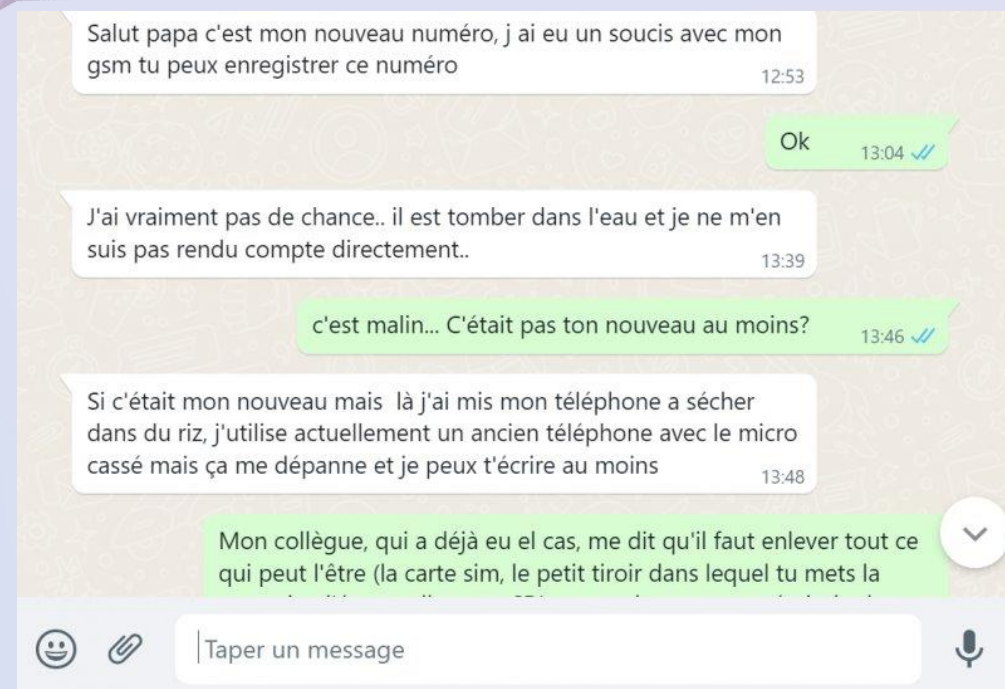 Salut papa c'est mon nouveau numéro, j ai eu un soucis avec mon
gsm tu peux enregistrer ce numéro
12:53
Ok
13:04
J'ai vraiment pas de chance.. il est tomber dans l'eau et je ne m'en
suis pas rendu compte directement..
13:39
c'est malin... C'était pas ton nouveau au moins?
13:46
Si c'était mon nouveau mais là j'ai mis mon téléphone a sécher
dans du riz, j'utilise actuellement un ancien téléphone avec le micro
cassé mais ça me dépanne et je peux t'écrire au moins
13:48
Mon collègue, qui a déjà eu el cas, me dit qu'il faut enlever tout ce
qui peut l'être (la carte sim, le petit tiroir dans lequel tu mets la
Taper un message